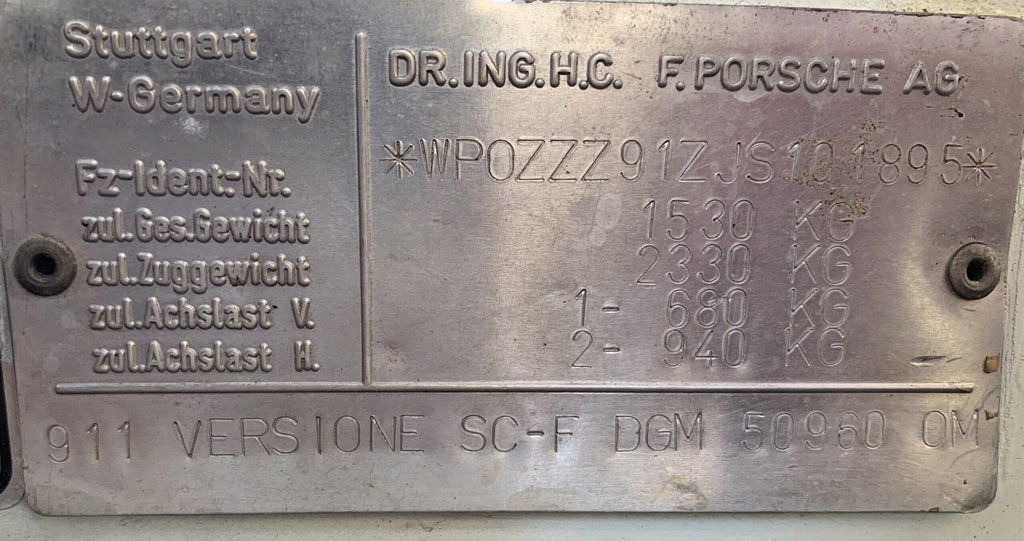 Stuttgart
W-Germany
DR.ING.H.C. F.PORSCHE AG
Fz-Ident.-Nr. *WP0ZZZ91ZJS101895*
zul.Ges.Gewicht 1530 KG
zul.Zuggewicht 2330 KG
zul.Achslast V. 1- 680 KG
zul.Achslast H. 2- 940 KG
911 VERSIONE SC-F DGM 50960 OM